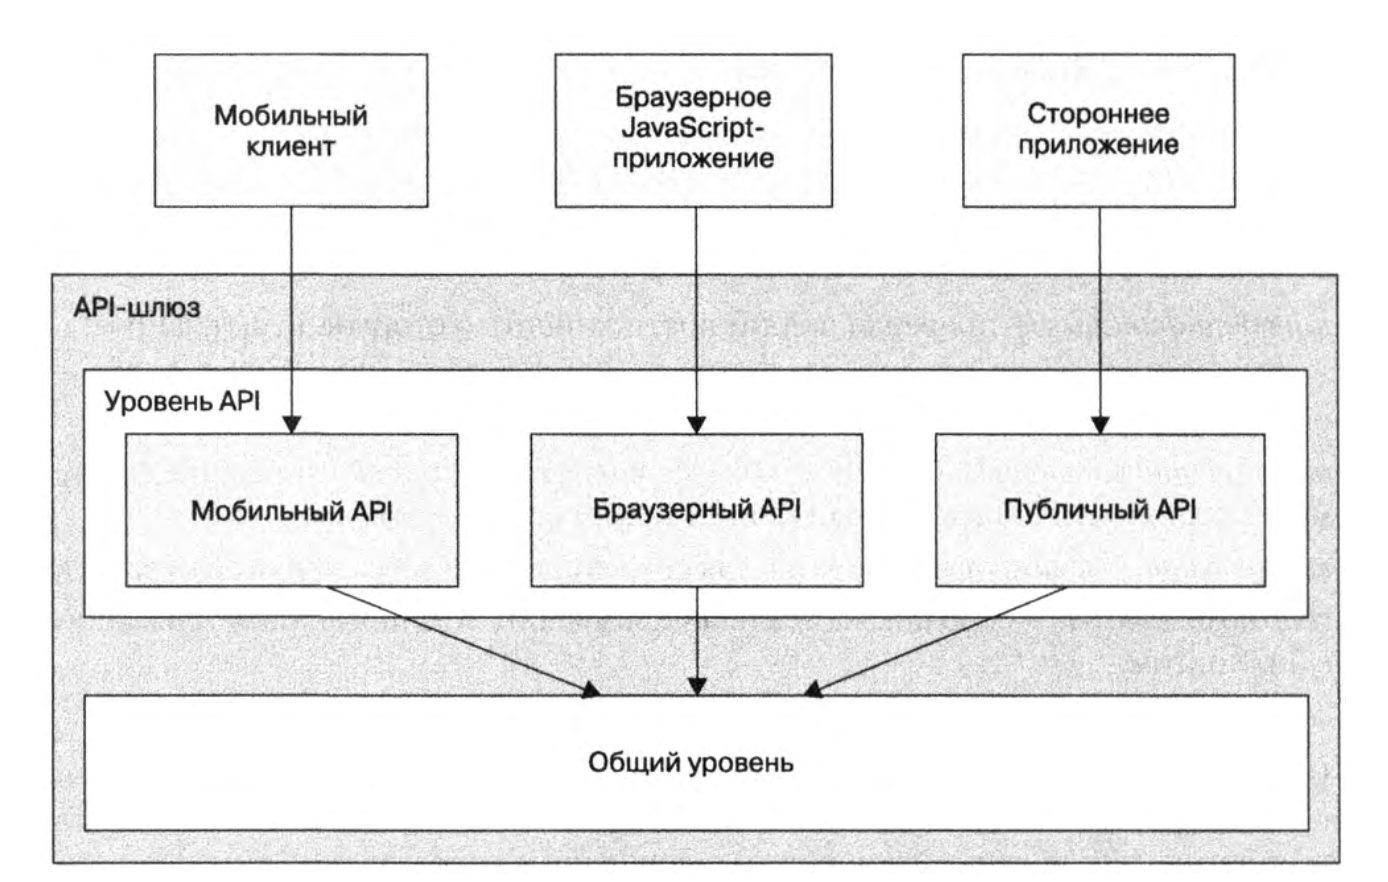 Мобильный
клиент
Браузерное
JavaScript-
приложение
Стороннее
приложение
API-шлюз
Уровень API
Мобильный API
Браузерный API
Публичный API
Общий уровень